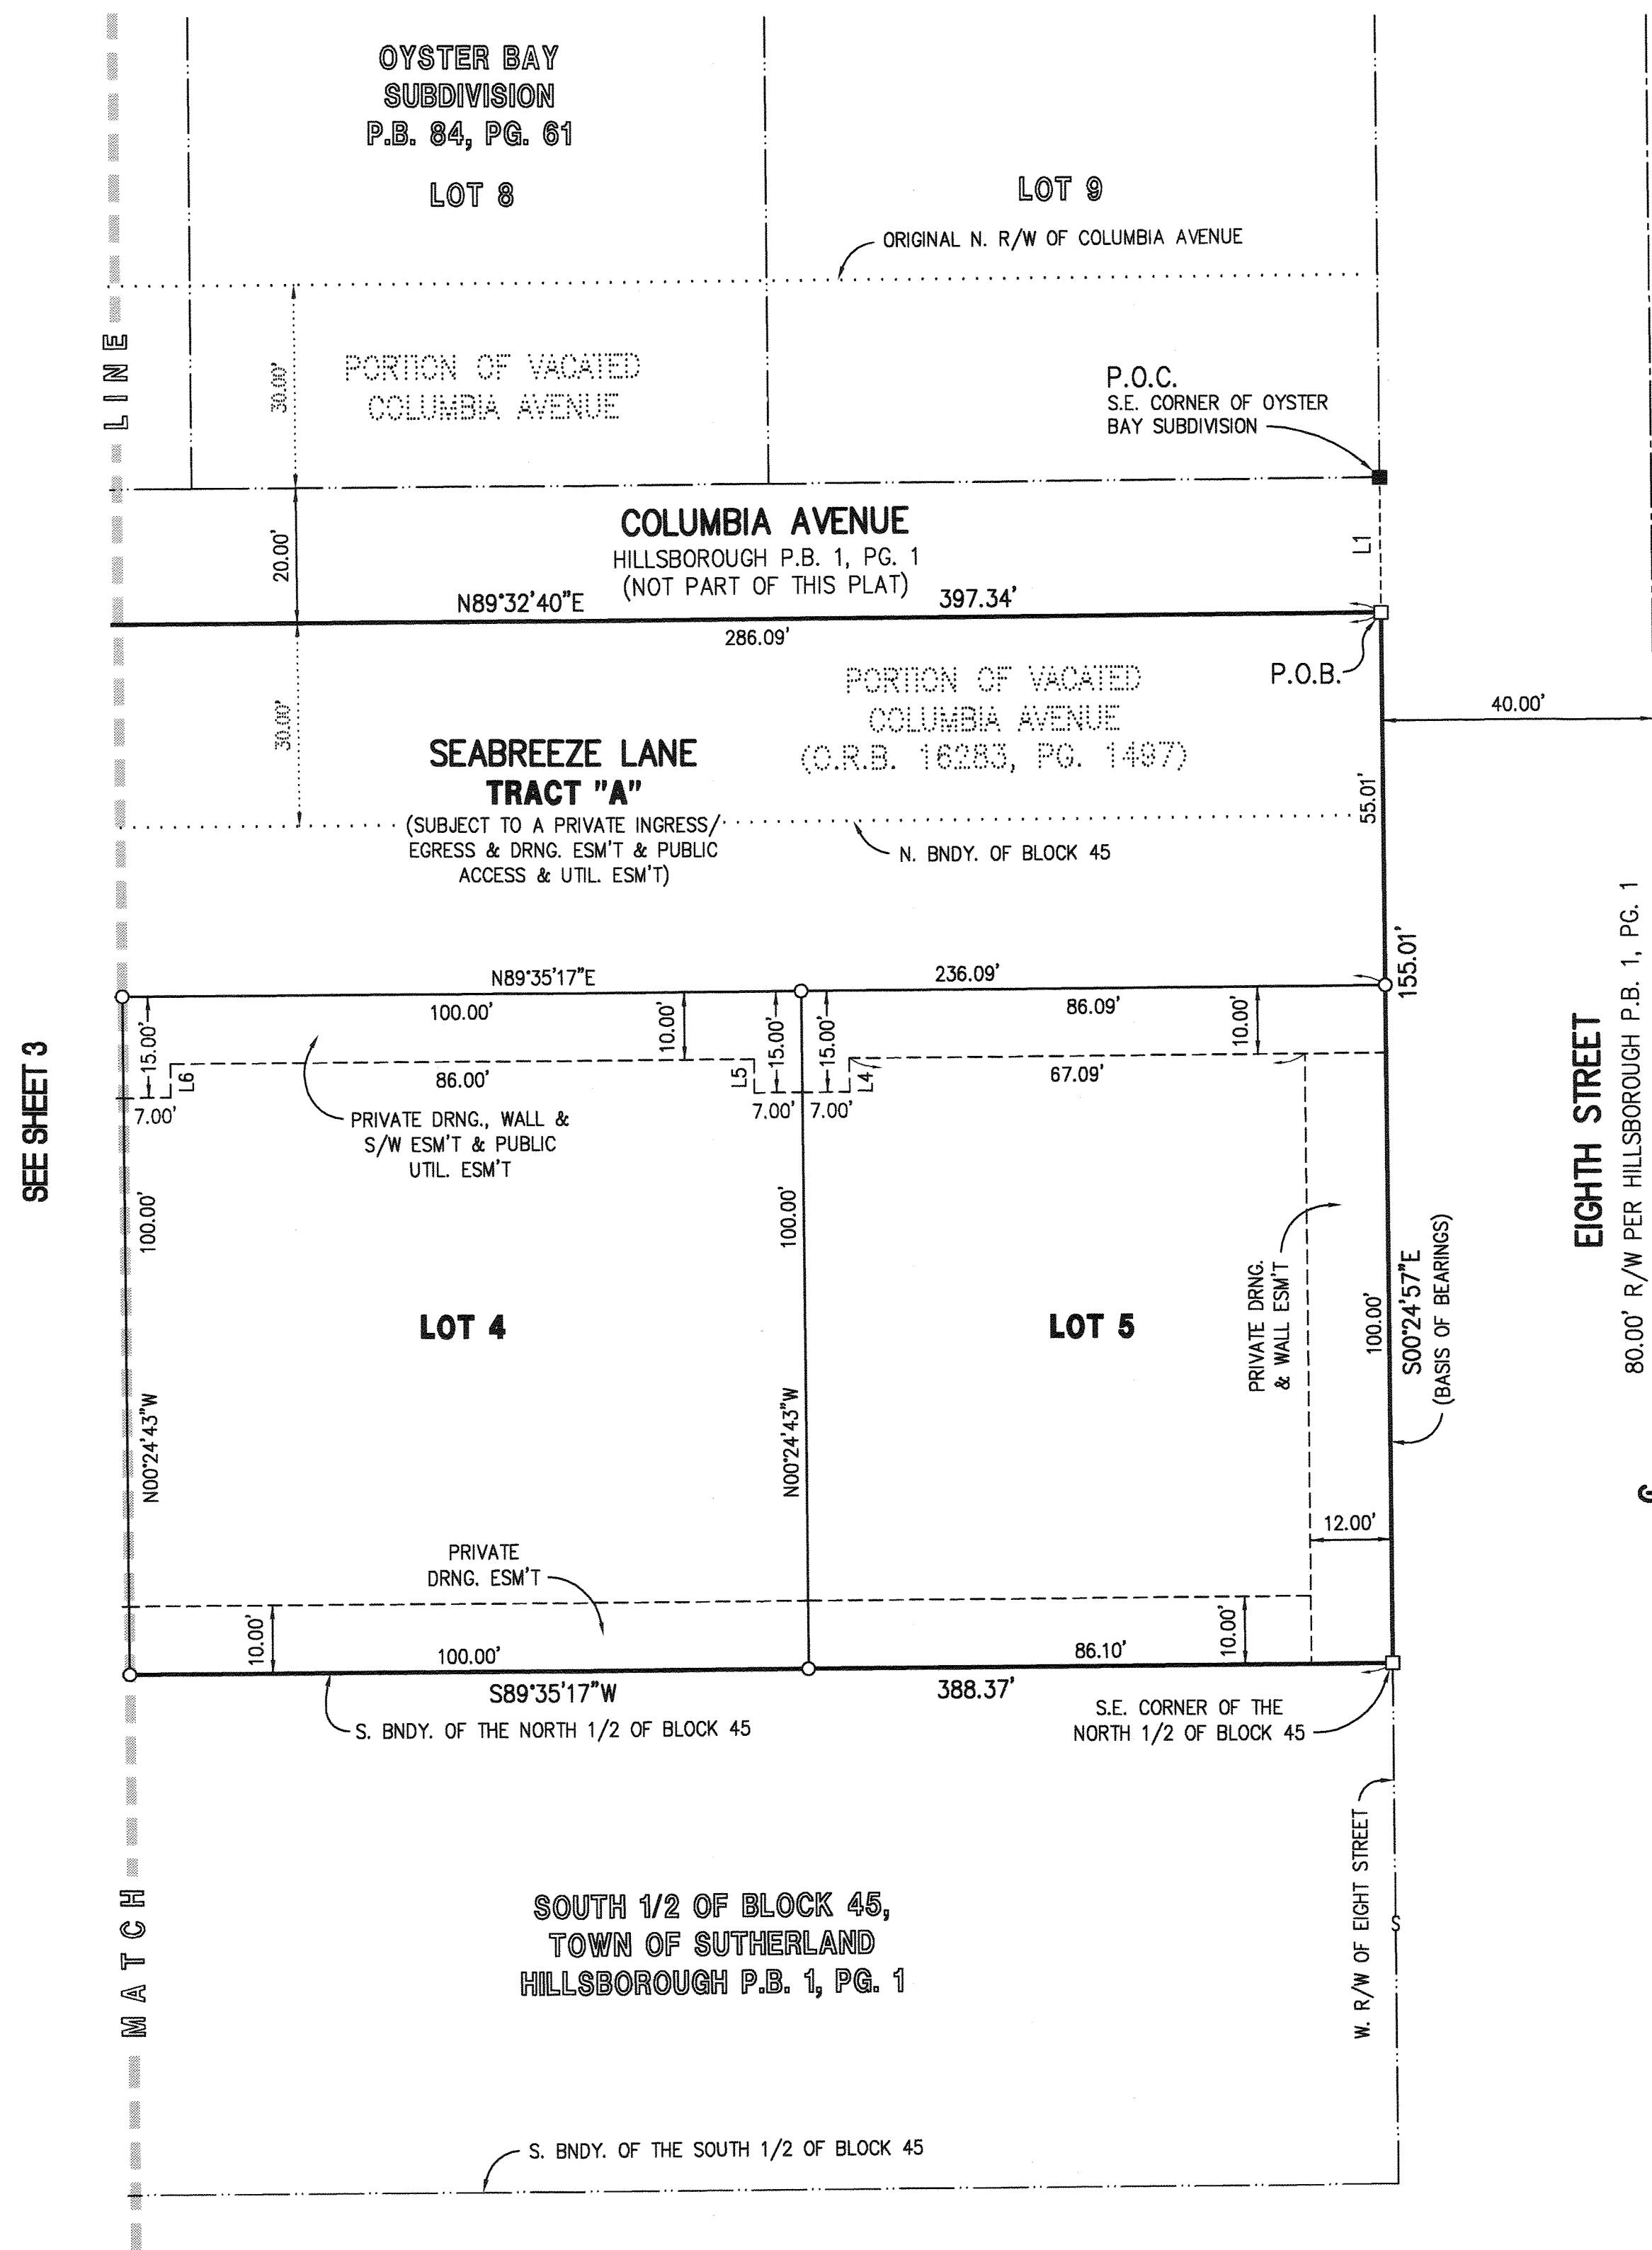 OYSTER BAY
SUBDIVISION
P.B. 84, PG. 61
LOT 8
LOT 9
ORIGINAL N. R/W OF COLUMBIA AVENUE
LINE
30.00'
PORTION OF VACATED
COLUMBIA AVENUE
P.O.C.
S.E. CORNER OF OYSTER
BAY SUBDIVISION
20.00'
COLUMBIA AVENUE
HILLSBOROUGH P.B. 1, PG. 1
(NOT PART OF THIS PLAT)
L1
N89°32'40"E
397.34'
286.09'
P.O.B.
30.00'
PORTION OF VACATED
COLUMBIA AVENUE
(O.R.B. 16283, PG. 1497)
40.00'
SEABREEZE LANE
TRACT "A"
(SUBJECT TO A PRIVATE INGRESS/
EGRESS & DRNG. ESM'T & PUBLIC
ACCESS & UTIL. ESM'T)
55.01'
N. BNDY. OF BLOCK 45
155.01'
N89°35'17"E
236.09'
100.00'
86.09'
15.00'
10.00'
15.00'
15.00'
10.00'
L6
86.00'
L5
L4
67.09'
7.00'
7.00'
7.00'
PRIVATE DRNG., WALL &
S/W ESM'T & PUBLIC
UTIL. ESM'T
SEE SHEET 3
100.00'
100.00'
PRIVATE DRNG.
& WALL ESM'T
100.00'
S00°24'57"E
(BASIS OF BEARINGS)
EIGHTH STREET
80.00' R/W PER HILLSBOROUGH P.B. 1, PG. 1
LOT 4
LOT 5
N00°24'43"W
N00°24'43"W
12.00'
PRIVATE
DRNG. ESM'T
10.00'
10.00'
100.00'
86.10'
S89°35'17"W
388.37'
S. BNDY. OF THE NORTH 1/2 OF BLOCK 45
S.E. CORNER OF THE
NORTH 1/2 OF BLOCK 45
W. R/W OF EIGHT STREET
S
MATCH
SOUTH 1/2 OF BLOCK 45,
TOWN OF SUTHERLAND
HILLSBOROUGH P.B. 1, PG. 1
S. BNDY. OF THE SOUTH 1/2 OF BLOCK 45